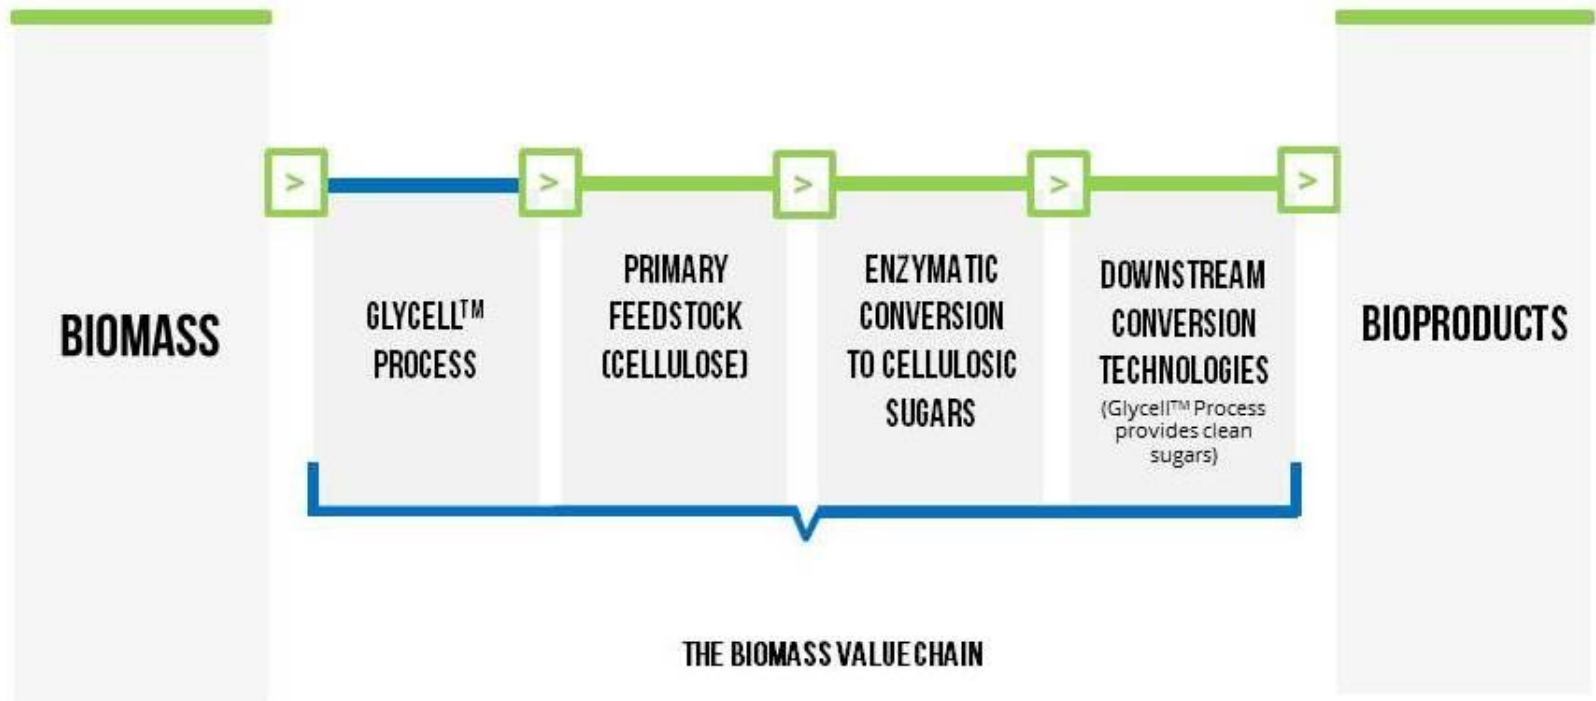 BIOMASS
>
>
>
>
>
GLYCELL™
PROCESS
PRIMARY
FEEDSTOCK
(CELLULOSE)
ENZYMATIC
CONVERSION
TO CELLULOSIC
SUGARS
DOWNSTREAM
CONVERSION
TECHNOLOGIES
(Glycell™ Process
provides clean
sugars)
BIOPRODUCTS
THE BIOMASS VALUE CHAIN